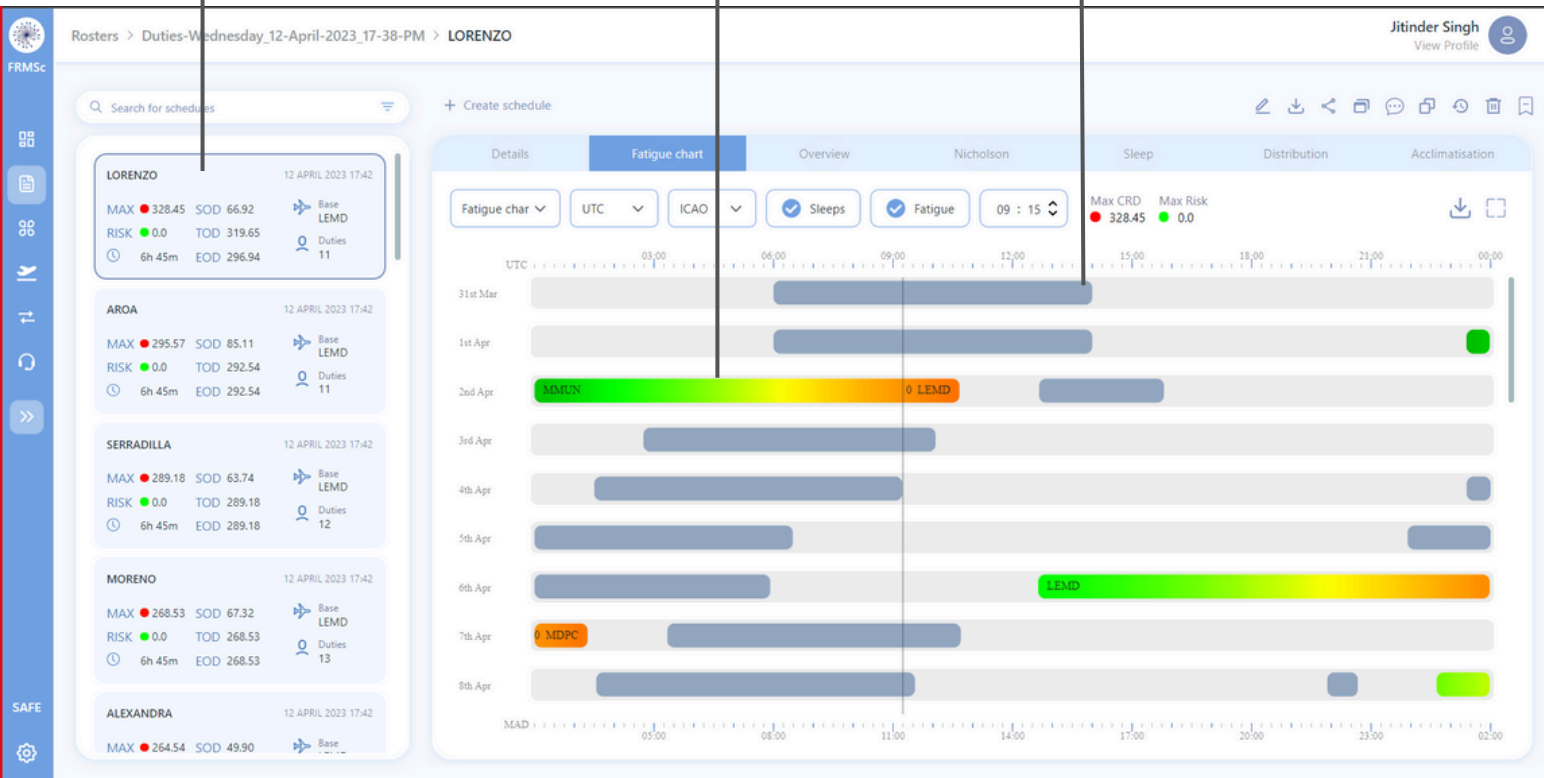 FRMSc
Rosters > Duties-Wednesday_12-April-2023_17-38-PM > LORENZO
Jitinder Singh
View Profile
Search for schedules
+ Create schedule
LORENZO 12 APRIL 2023 17:42
MAX 328.45 SOD 66.92 Base
LEMD
RISK 0.0 TOD 319.65
Duties
6h 45m EOD 296.94 11
AROA 12 APRIL 2023 17:42
MAX 295.57 SOD 85.11 Base
LEMD
RISK 0.0 TOD 292.54
Duties
6h 45m EOD 292.54 11
SERRADILLA 12 APRIL 2023 17:42
MAX 289.18 SOD 63.74 Base
LEMD
RISK 0.0 TOD 289.18
Duties
6h 45m EOD 289.18 12
MORENO 12 APRIL 2023 17:42
MAX 268.53 SOD 67.32 Base
LEMD
RISK 0.0 TOD 268.53
Duties
6h 45m EOD 268.53 13
ALEXANDRA 12 APRIL 2023 17:42
MAX 264.54 SOD 49.90 Base
SAFE
Details Fatigue chart Overview Nicholson Sleep Distribution Acclimatisation
Fatigue char UTC ICAO Sleeps Fatigue 09 : 15 Max CRD Max Risk
328.45 0.0
UTC 03:00 06:00 09:00 12:00 15:00 18:00 21:00 00:00
31st Mar
1st Apr
2nd Apr MMUN 0 LEMD
3rd Apr
4th Apr
5th Apr
6th Apr LEMD
7th Apr 0 MDPC
8th Apr
MAD 05:00 08:00 11:00 14:00 17:00 20:00 23:00 02:00